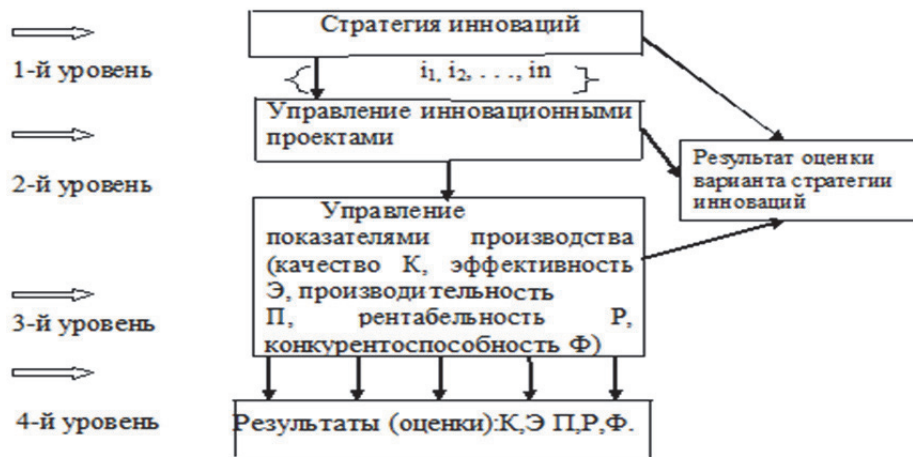 Стратегия инноваций
1-й уровень
i1, i2, . . ., in
Управление инновационными
проектами
2-й уровень
Результат оценки
варианта стратегии
инноваций
Управление
показателями производства
(качество К, эффективность
Э, производительность
П, рентабельность Р,
конкурентоспособность Ф)
3-й уровень
4-й уровень
Результаты (оценки):К,Э П,Р,Ф.